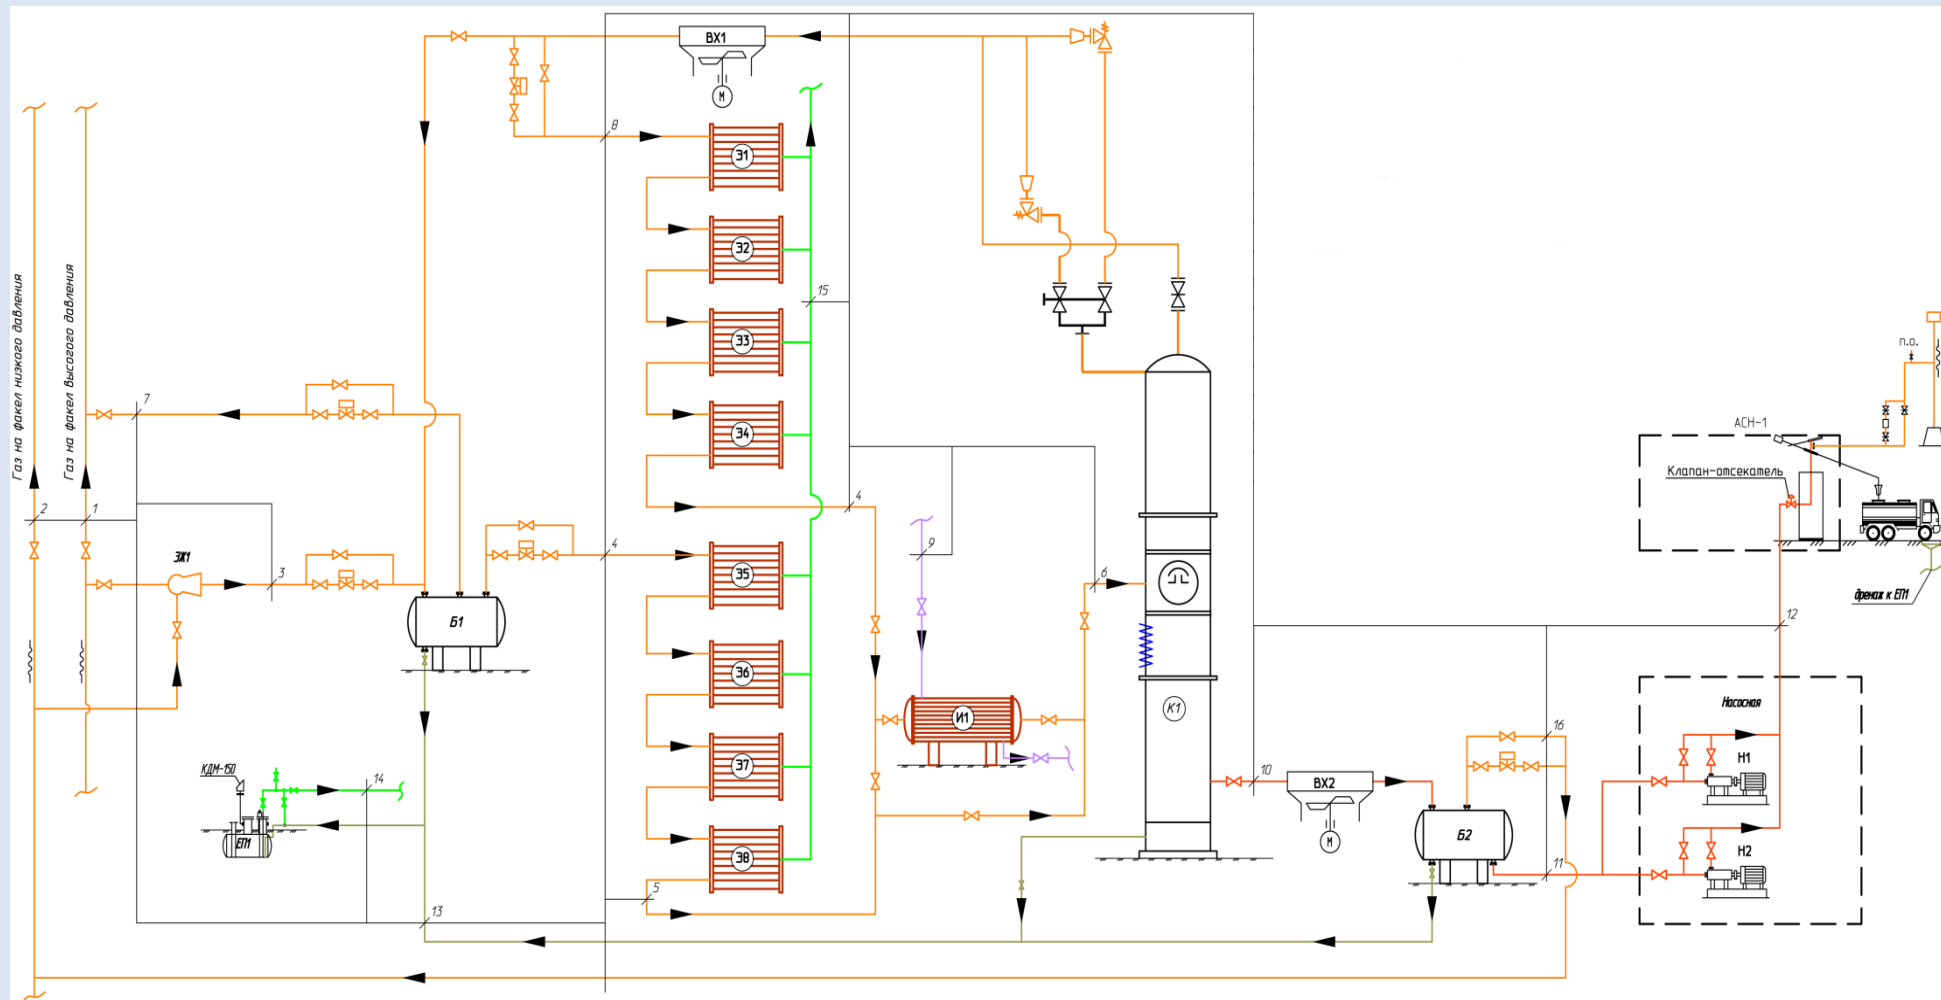 ВХ1
М
8
Э1
Э2
15
Э3
Э4
Газ на факел низкого давления
Газ на факел высогого давления
7
2
1
ЭЖ1
3
Б1
4
4
Э5
9
6
Э6
И1
К1
Э7
Э8
5
КДМ-150
14
ЕП1
13
10
ВХ2
М
Б2
16
11
12
Насосная
Н1
Н2
АСН-1
Клапан-отсекатель
п.о.
дренаж к ЕП1